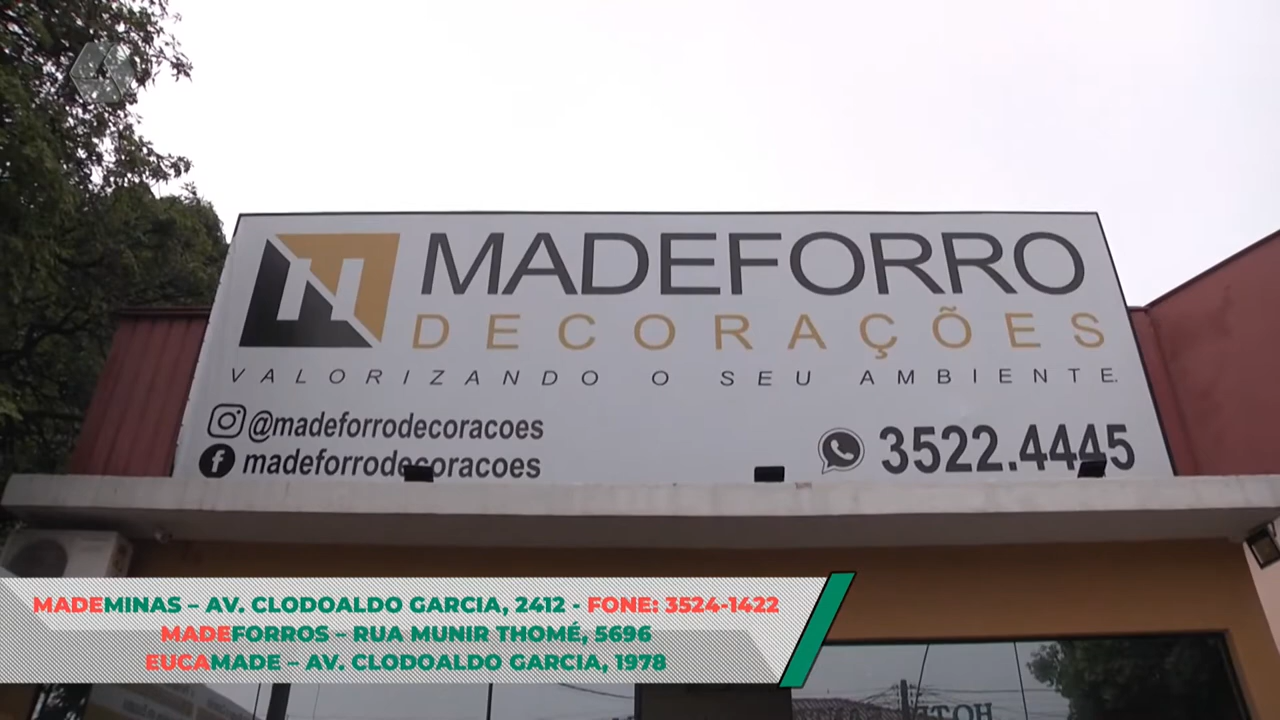 MADEFORRO
DECORAÇÕES
VALORIZANDO O SEU AMBIENTE.
@madeforrodecoracoes
madeforrodecoracoes
3522.4445
MADEMINAS – AV. CLODOALDO GARCIA, 2412 - FONE: 3524-1422
MADEFORROS – RUA MUNIR THOMÉ, 5696
EUCAMADE – AV. CLODOALDO GARCIA, 1978